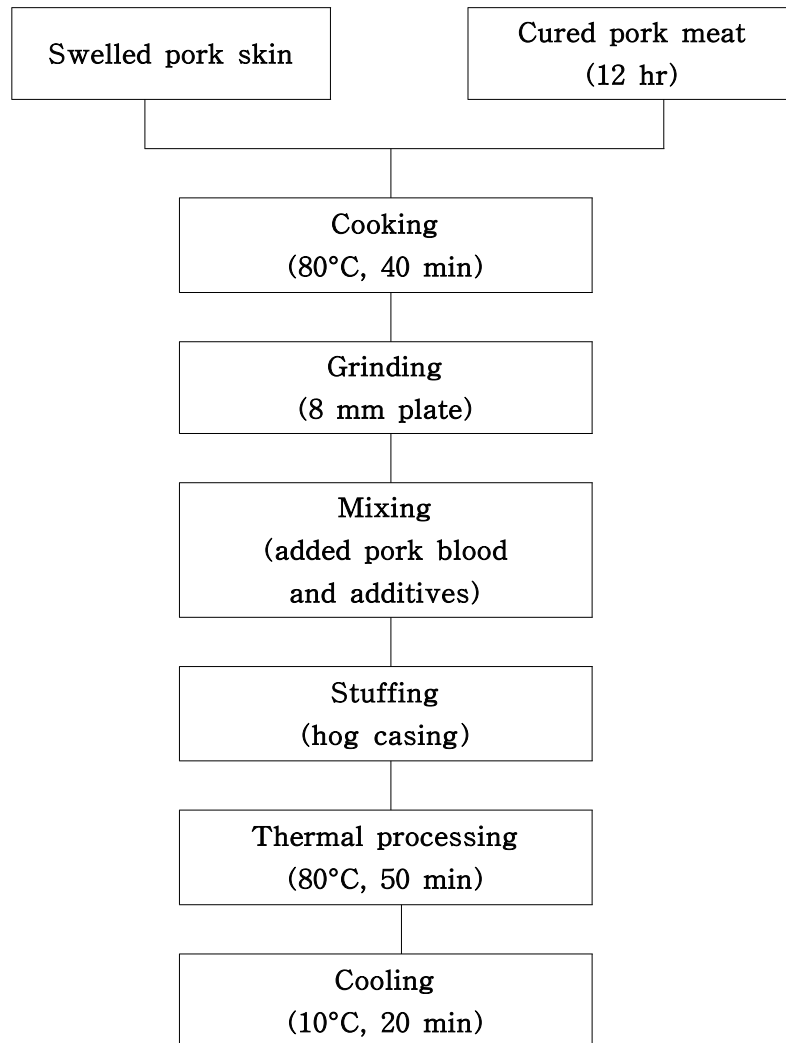 Swelled pork skin
Cured pork meat
(12 hr)
Cooking
(80°C, 40 min)
Grinding
(8 mm plate)
Mixing
(added pork blood
and additives)
Stuffing
(hog casing)
Thermal processing
(80°C, 50 min)
Cooling
(10°C, 20 min)